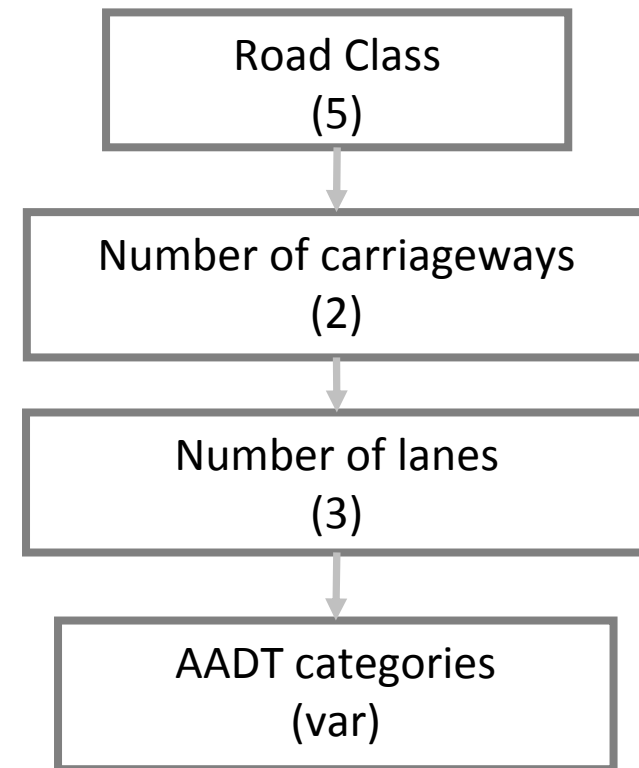 Road Class
(5)
Number of carriageways
(2)
Number of lanes
(3)
AADT categories
(var)